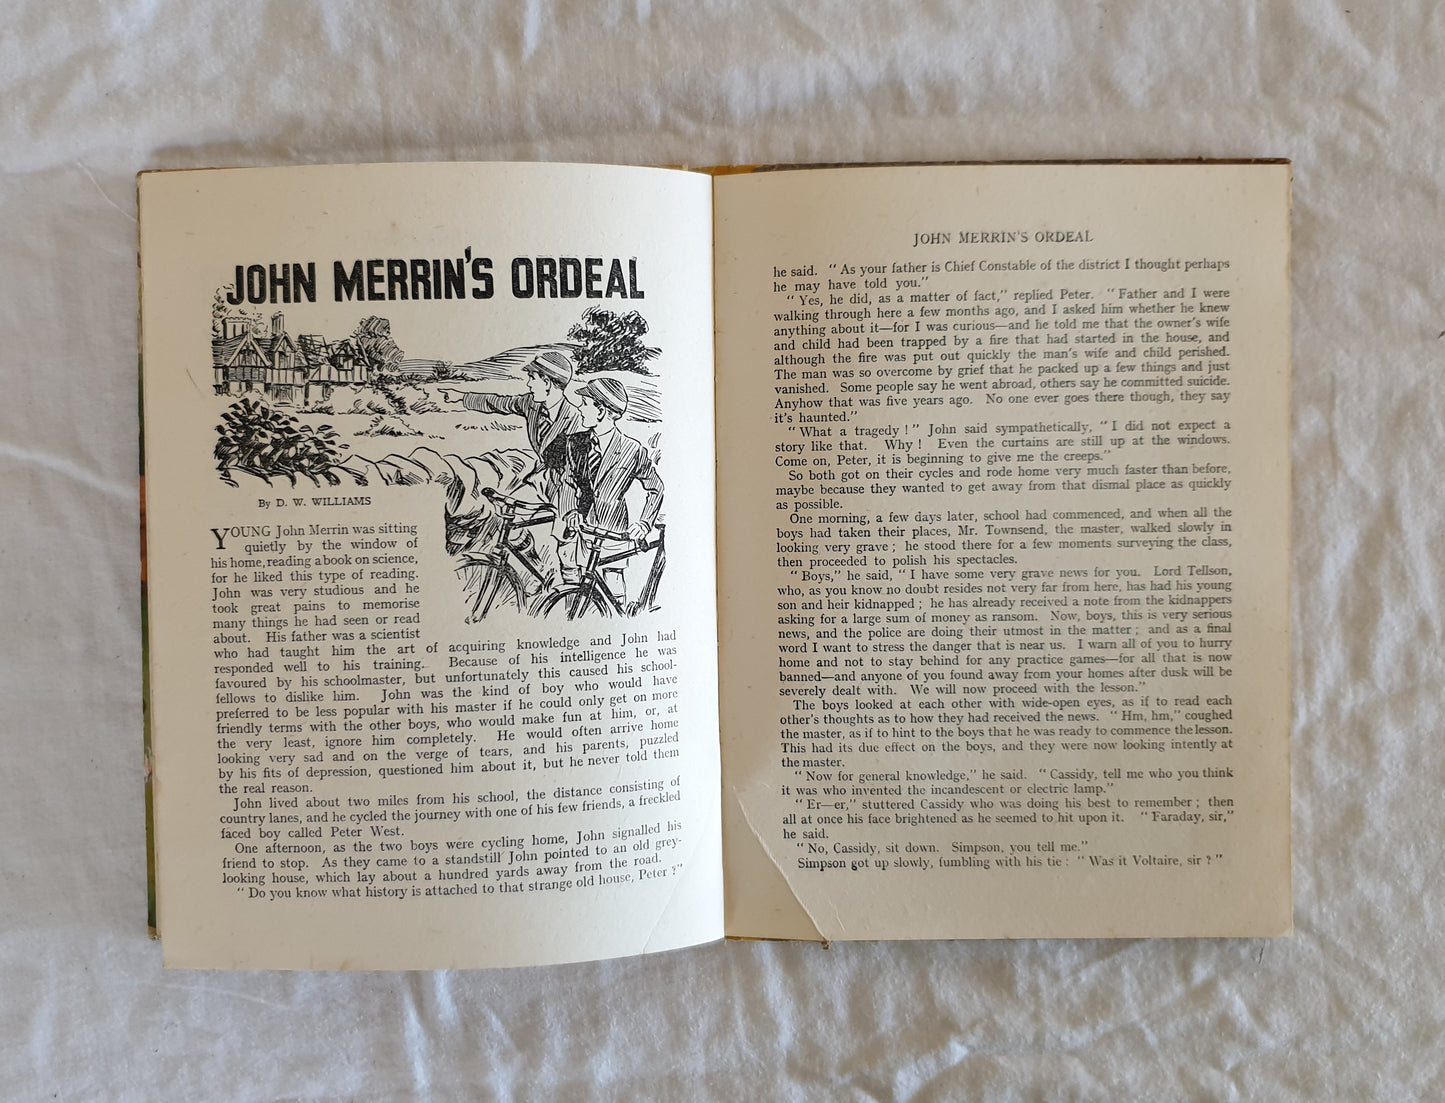 JOHN MERRIN'S ORDEAL
By D. W. WILLIAMS
YOUNG John Merrin was sitting
quietly by the window of
his home, reading a book on science,
for he liked this type of reading.
John was very studious and he
took great pains to memorise
many things he had seen or read
about. His father was a scientist
who had taught him the art of acquiring knowledge and John had
responded well to his training. Because of his intelligence he was
favoured by his schoolmaster, but unfortunately this caused his school-
fellows to dislike him. John was the kind of boy who would have
preferred to be less popular with his master if he could only get on more
friendly terms with the other boys, who would make fun at him, or, at
the very least, ignore him completely. He would often arrive home
looking very sad and on the verge of tears, and his parents, puzzled
by his fits of depression, questioned him about it, but he never told them
the real reason.
John lived about two miles from his school, the distance consisting of
country lanes, and he cycled the journey with one of his few friends, a freckled
faced boy called Peter West.
One afternoon, as the two boys were cycling home, John signalled his
friend to stop. As they came to a standstill John pointed to an old grey-
looking house, which lay about a hundred yards away from the road.
" Do you know what history is attached to that strange old house, Peter ? "
JOHN MERRIN'S ORDEAL
he said. " As your father is Chief Constable of the district I thought perhaps
he may have told you."
" Yes, he did, as a matter of fact," replied Peter. " Father and I were
walking through here a few months ago, and I asked him whether he knew
anything about it—for I was curious—and he told me that the owner's wife
and child had been trapped by a fire that had started in the house, and
although the fire was put out quickly the man's wife and child perished.
The man was so overcome by grief that he packed up a few things and just
vanished. Some people say he went abroad, others say he committed suicide.
Anyhow that was five years ago. No one ever goes there though, they say
it's haunted."
" What a tragedy ! " John said sympathetically, " I did not expect a
story like that. Why ! Even the curtains are still up at the windows.
Come on, Peter, it is beginning to give me the creeps."
So both got on their cycles and rode home very much faster than before,
maybe because they wanted to get away from that dismal place as quickly
as possible.
One morning, a few days later, school had commenced, and when all the
boys had taken their places, Mr. Townsend, the master, walked slowly in
looking very grave ; he stood there for a few moments surveying the class,
then proceeded to polish his spectacles.
" Boys," he said, " I have some very grave news for you. Lord Tellson,
who, as you know no doubt resides not very far from here, has had his young
son and heir kidnapped ; he has already received a note from the kidnappers
asking for a large sum of money as ransom. Now, boys, this is very serious
news, and the police are doing their utmost in the matter ; and as a final
word I want to stress the danger that is near us. I warn all of you to hurry
home and not to stay behind for any practice games—for all that is now
banned—and anyone of you found away from your homes after dusk will be
severely dealt with. We will now proceed with the lesson."
The boys looked at each other with wide-open eyes, as if to read each
other's thoughts as to how they had received the news. " Hm, hm," coughed
the master, as if to hint to the boys that he was ready to commence the lesson.
This had its due effect on the boys, and they were now looking intently at
the master.
" Now for general knowledge," he said. " Cassidy, tell me who you think
it was who invented the incandescent or electric lamp."
" Er—er," stuttered Cassidy who was doing his best to remember ; then
all at once his face brightened as he seemed to hit upon it. " Faraday, sir,"
he said.
" No, Cassidy, sit down. Simpson, you tell me."
Simpson got up slowly, fumbling with his tie : " Was it Voltaire, sir ? "